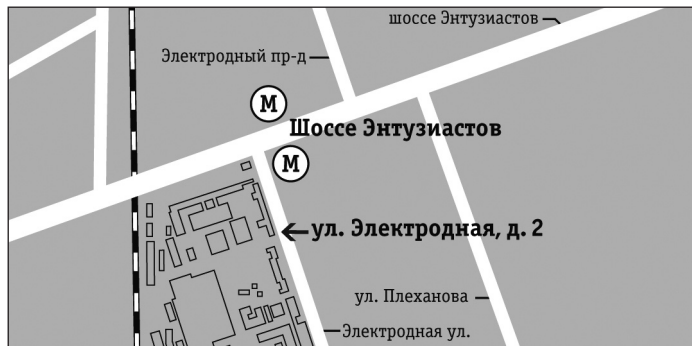 шоссе Энтузиастов
Электродный пр-д
М
Шоссе Энтузиастов
М
ул. Электродная, д. 2
ул. Плеханова
Электродная ул.